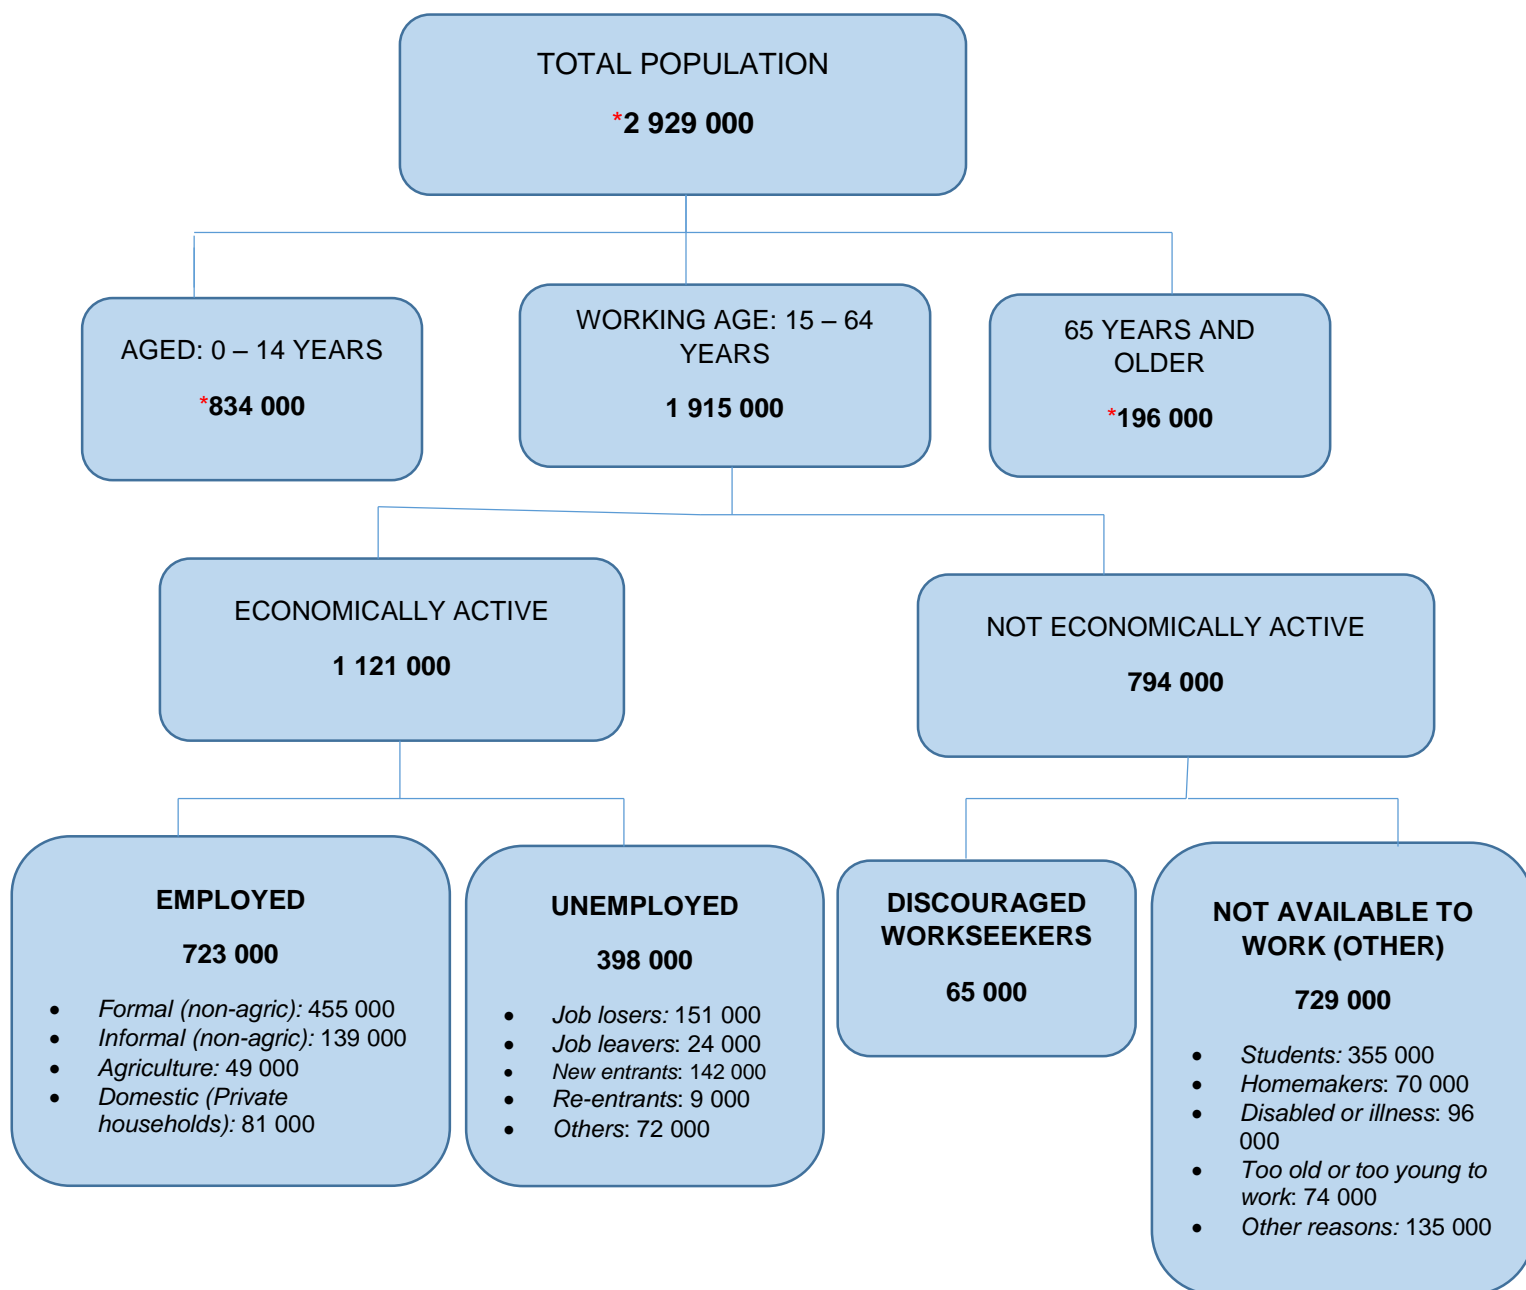 TOTAL POPULATION
*2 929 000
AGED: 0 – 14 YEARS
*834 000
WORKING AGE: 15 – 64
YEARS
1 915 000
65 YEARS AND
OLDER
*196 000
ECONOMICALLY ACTIVE
1 121 000
NOT ECONOMICALLY ACTIVE
794 000
EMPLOYED
723 000
• Formal (non-agric): 455 000
• Informal (non-agric): 139 000
• Agriculture: 49 000
• Domestic (Private
households): 81 000
UNEMPLOYED
398 000
• Job losers: 151 000
• Job leavers: 24 000
• New entrants: 142 000
• Re-entrants: 9 000
• Others: 72 000
DISCOURAGED
WORKSEEKERS
65 000
NOT AVAILABLE TO
WORK (OTHER)
729 000
• Students: 355 000
• Homemakers: 70 000
• Disabled or illness: 96
000
• Too old or too young to
work: 74 000
• Other reasons: 135 000